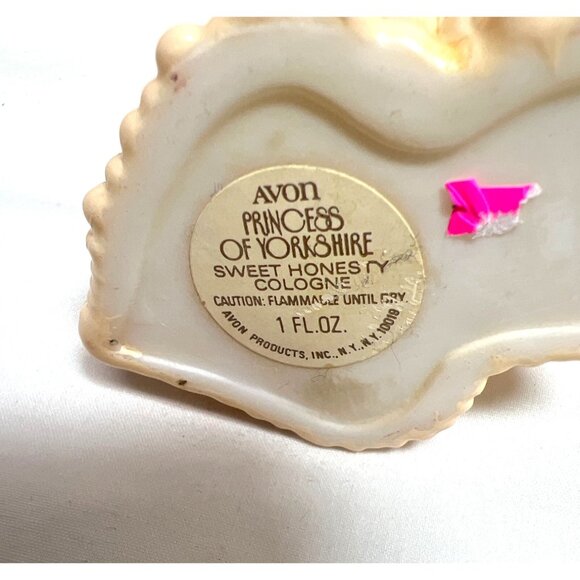 AVON
PRINCESS
OF YORKSHIRE
SWEET HONESTY
COLOGNE
CAUTION: FLAMMABLE UNTIL DRY.
1 FL.OZ.
AVON PRODUCTS, INC., N.Y., N.Y. 10019